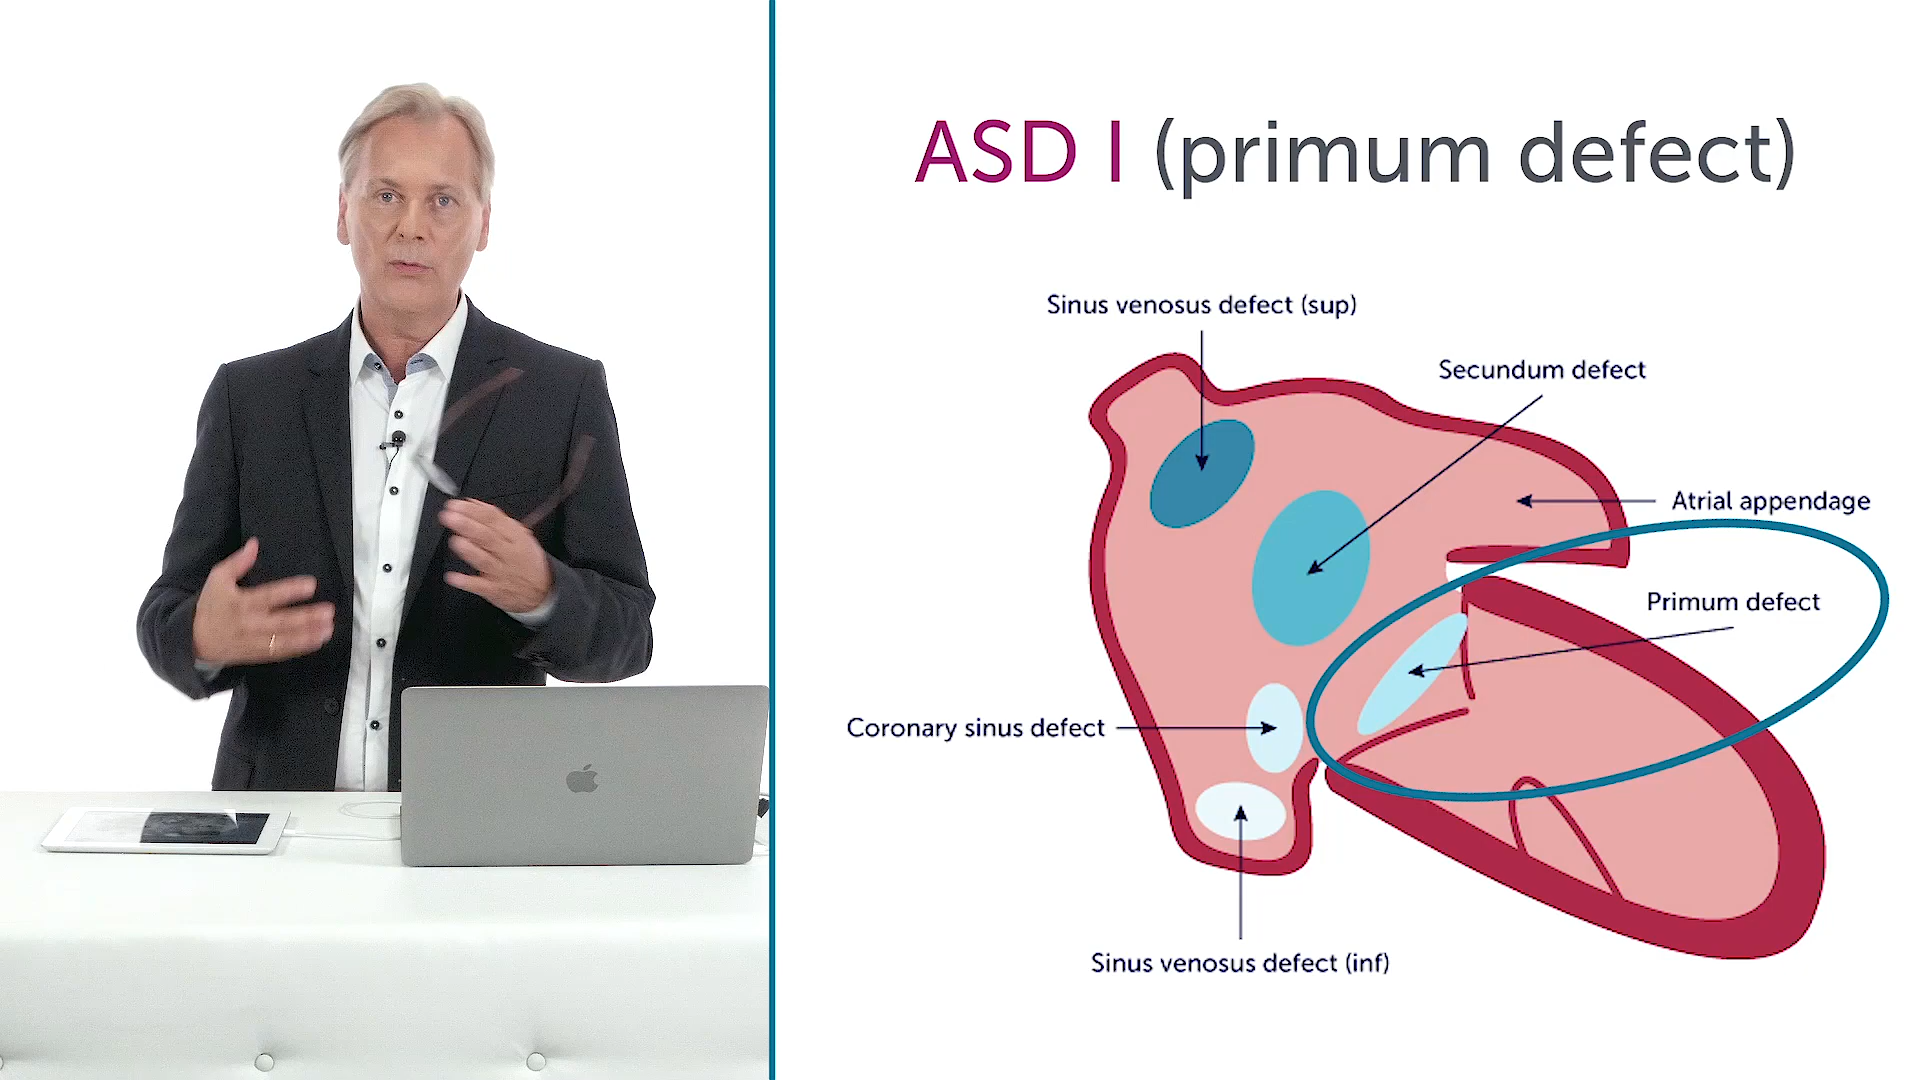 ASD I (primum defect)
Sinus venosus defect (sup)
Secundum defect
Atrial appendage
Primum defect
Coronary sinus defect
Sinus venosus defect (inf)